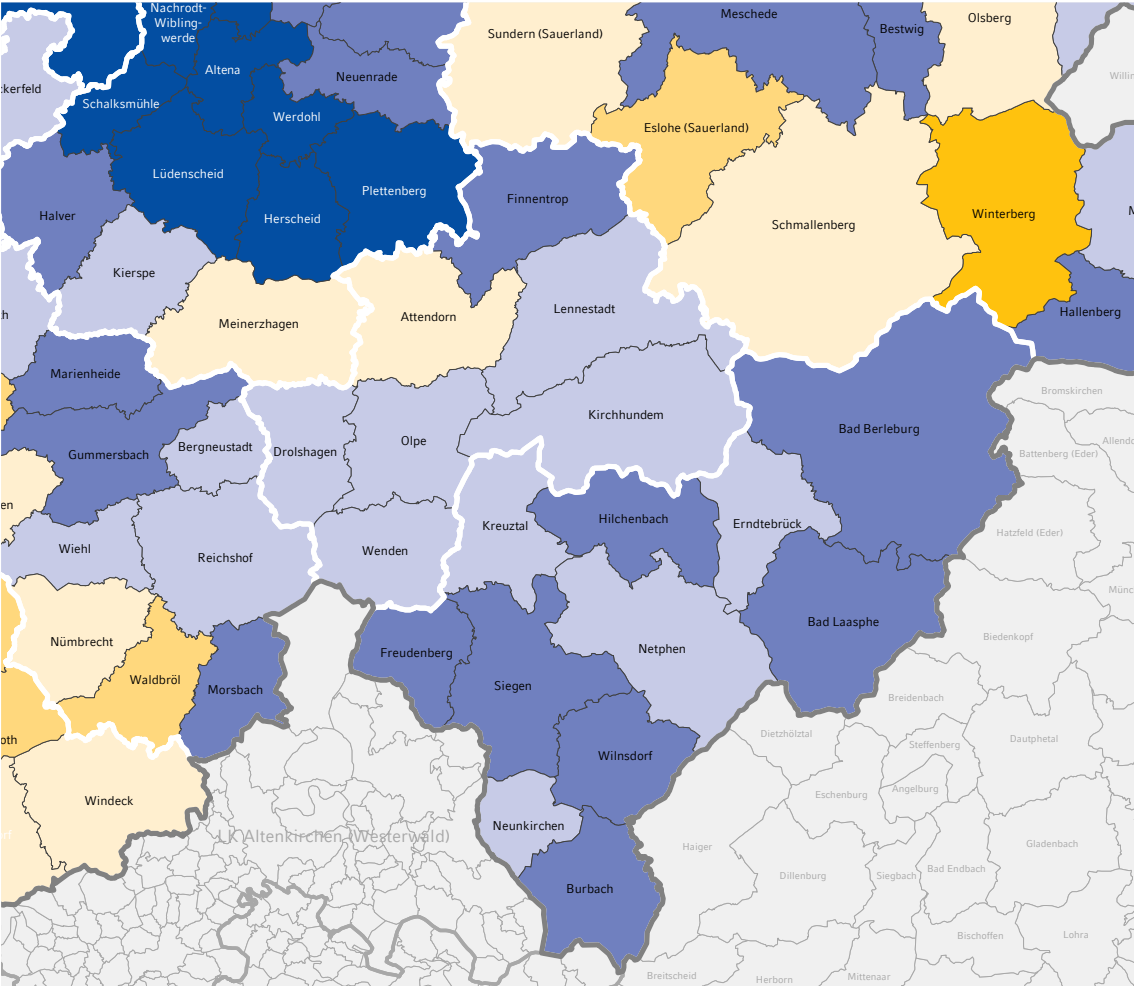 Nachrodt-
Wibling-
werde
Meschede
Olsberg
Bestwig
Sundern (Sauerland)
Altena
Neuenrade
Schalksmühle
Werdohl
Eslohe (Sauerland)
Lüdenscheid
Plettenberg
Finnentrop
Halver
Herscheid
Winterberg
Schmallenberg
Kierspe
Lennestadt
Hallenberg
Attendorn
Meinerzhagen
Marienheide
Bromskirchen
Kirchhundem
Bad Berleburg
Olpe
Bergneustadt
Drolshagen
Gummersbach
Battenberg (Eder)
Hilchenbach
Erndtebrück
Kreuztal
Hatzfeld (Eder)
Wiehl
Reichshof
Wenden
Bad Laasphe
Biedenkopf
Nümbrecht
Netphen
Freudenberg
Waldbröl
Morsbach
Siegen
Breidenbach
Dietzhölztal
Dautphetal
Steffenberg
Wilnsdorf
Angelburg
Eschenburg
Windeck
Neunkirchen
LK Altenkirchen (Westerwald)
Haiger
Gladenbach
Bad Endbach
Dillenburg
Siegbach
Burbach
Bischoffen
Lohra
Breitscheid
Herborn
Mittenaar